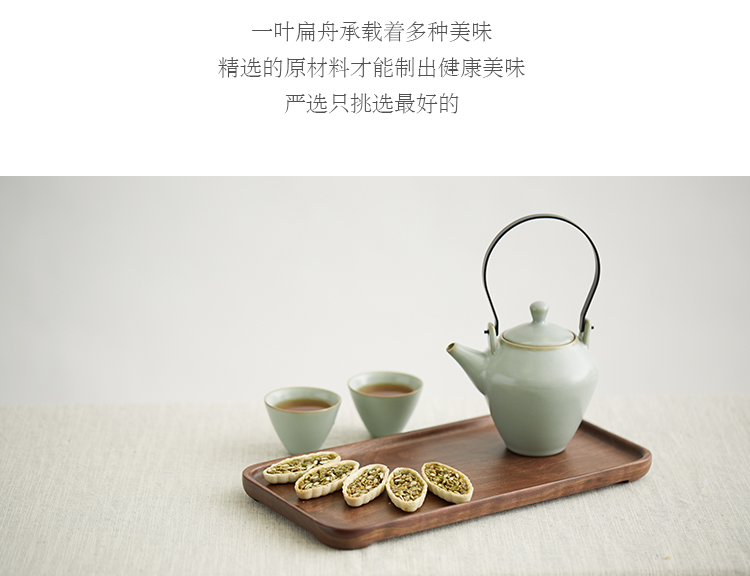 一叶扁舟承载着多种美味
精选的原材料才能制出健康美味
严选只挑选最好的